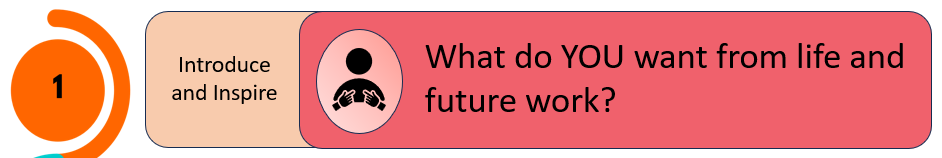 1
Introduce
and Inspire
What do YOU want from life and
future work?